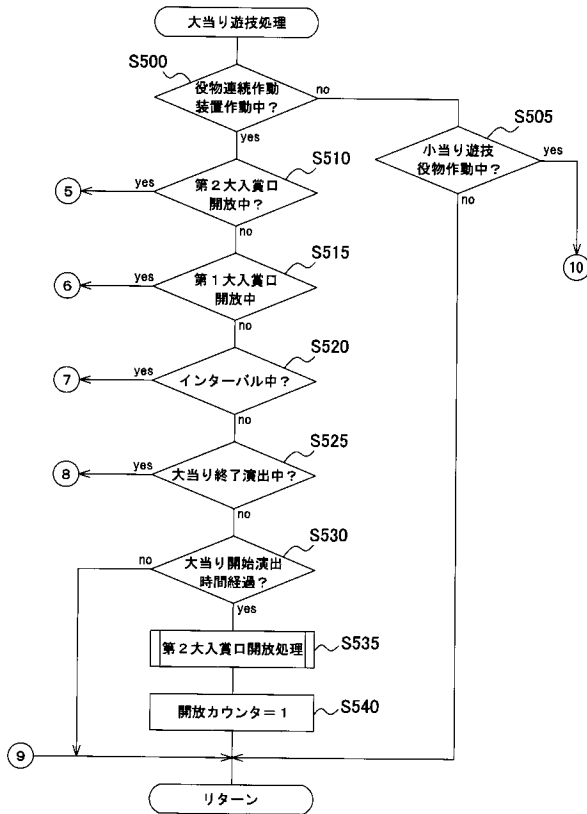 大当り遊技処理
S500
役物連続作動
装置作動中？
no
yes
S505
小当り遊技
役物作動中？
yes
no
10
S510
第２大入賞口
開放中？
yes
5
no
S515
第１大入賞口
開放中
yes
6
no
S520
インターバル中？
yes
7
no
S525
大当り終了演出中？
yes
8
no
S530
大当り開始演出
時間経過？
no
yes
第２大入賞口開放処理
S535
開放カウンタ＝１
S540
9
リターン